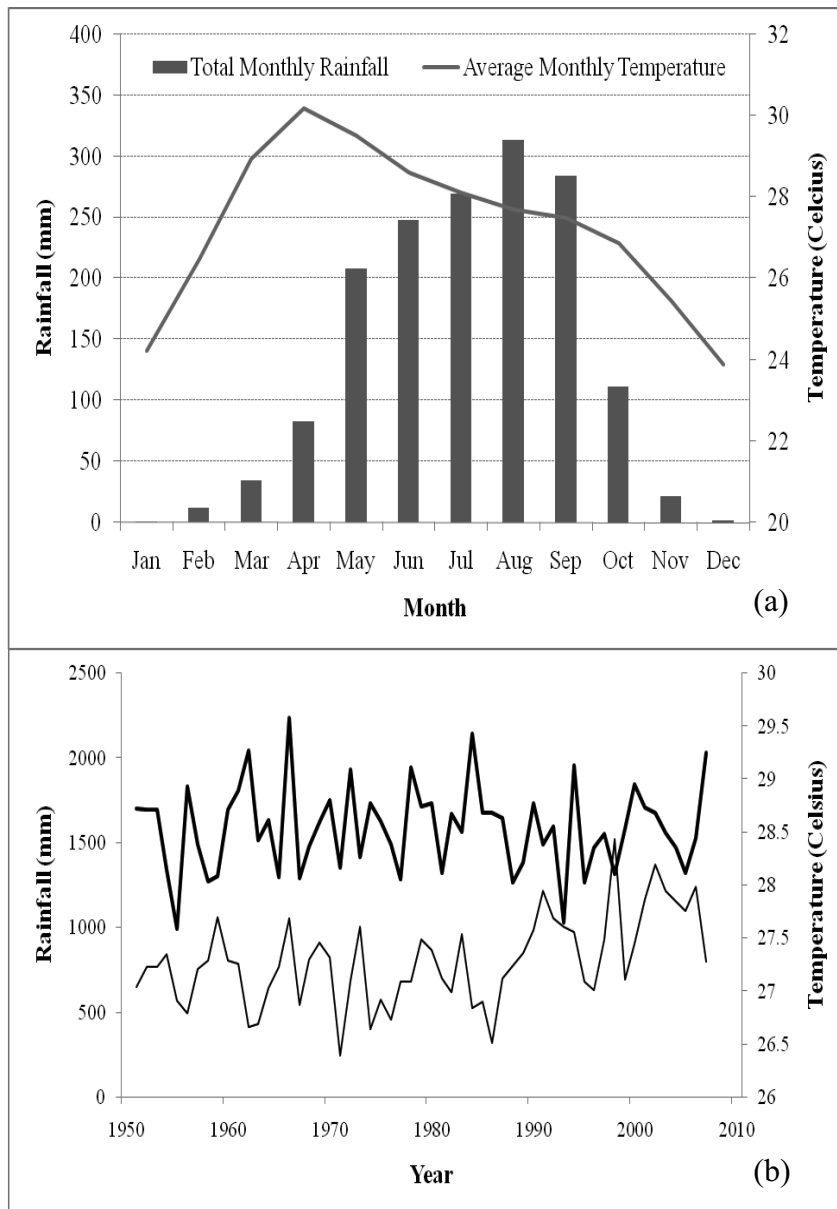 400
350
300
250
200
150
100
50
0
Rainfall (mm)
Total Monthly Rainfall
Average Monthly Temperature
32
30
28
26
24
22
20
Temperature (Celcius)
Jan Feb Mar Apr May Jun Jul Aug Sep Oct Nov Dec
Month
(a)
2500
2000
1500
1000
500
0
Rainfall (mm)
30
29.5
29
28.5
28
27.5
27
26.5
26
Temperature (Celsius)
1950 1960 1970 1980 1990 2000 2010
Year
(b)